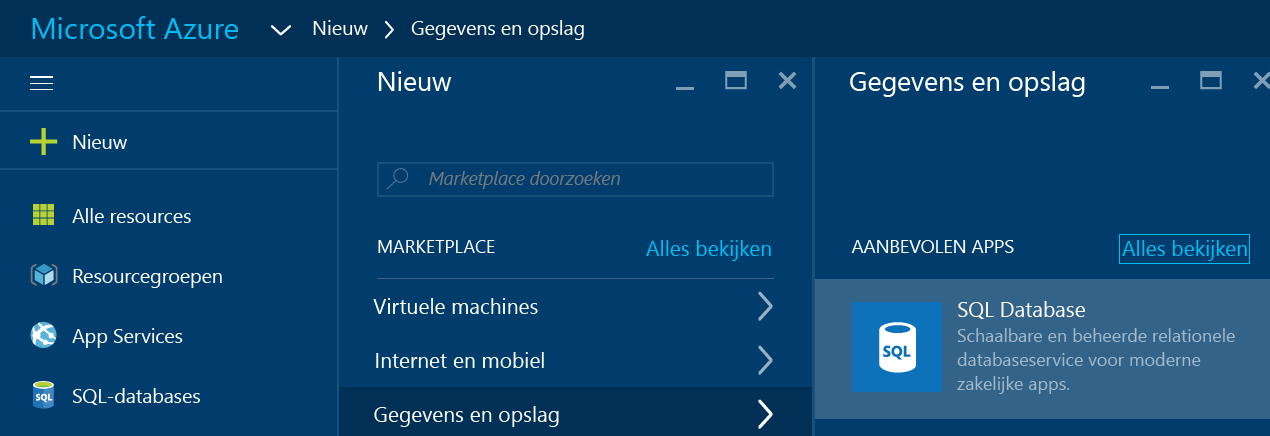 Microsoft Azure Nieuw Gegevens en opslag
Nieuw
Alle resources
Resourcegroepen
App Services
SQL-databases
Nieuw
Marketplace doorzoeken
MARKETPLACE Alles bekijken
Virtuele machines
Internet en mobiel
Gegevens en opslag
Gegevens en opslag
AANBEVOLEN APPS Alles bekijken
SQL
SQL Database
Schaalbare en beheerde relationele
databaseservice voor moderne
zakelijke apps.